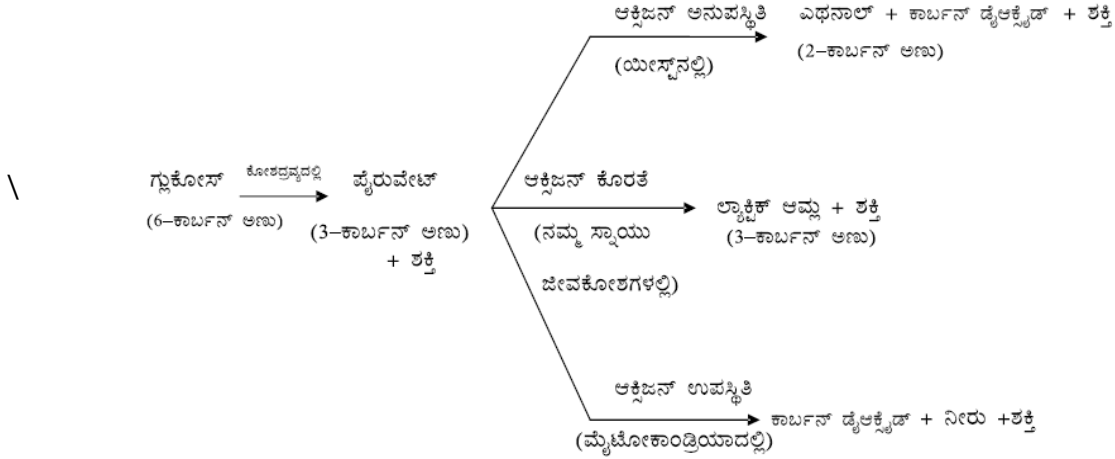 ಆಕ್ಸಿಜನ್ ಅನುಪಸ್ಥಿತಿ
ಎಥನಾಲ್ + ಕಾರ್ಬನ್ ಡೈಆಕ್ಸೈಡ್ + ಶಕ್ತಿ
(ಯೀಸ್ಟ್‌ನಲ್ಲಿ)
(2–ಕಾರ್ಬನ್ ಅಣು)
\
ಗ್ಲುಕೋಸ್
ಕೋಶದ್ರವ್ಯದಲ್ಲಿ
ಪೈರುವೇಟ್
(6–ಕಾರ್ಬನ್ ಅಣು)
(3–ಕಾರ್ಬನ್ ಅಣು)
+ ಶಕ್ತಿ
ಆಕ್ಸಿಜನ್ ಕೊರತೆ
ಲ್ಯಾಕ್ಟಿಕ್ ಆಮ್ಲ + ಶಕ್ತಿ
(ನಮ್ಮ ಸ್ನಾಯು
(3–ಕಾರ್ಬನ್ ಅಣು)
ಜೀವಕೋಶಗಳಲ್ಲಿ)
ಆಕ್ಸಿಜನ್ ಉಪಸ್ಥಿತಿ
ಕಾರ್ಬನ್ ಡೈಆಕ್ಸೈಡ್ + ನೀರು +ಶಕ್ತಿ
(ಮೈಟೋಕಾಂಡ್ರಿಯಾದಲ್ಲಿ)